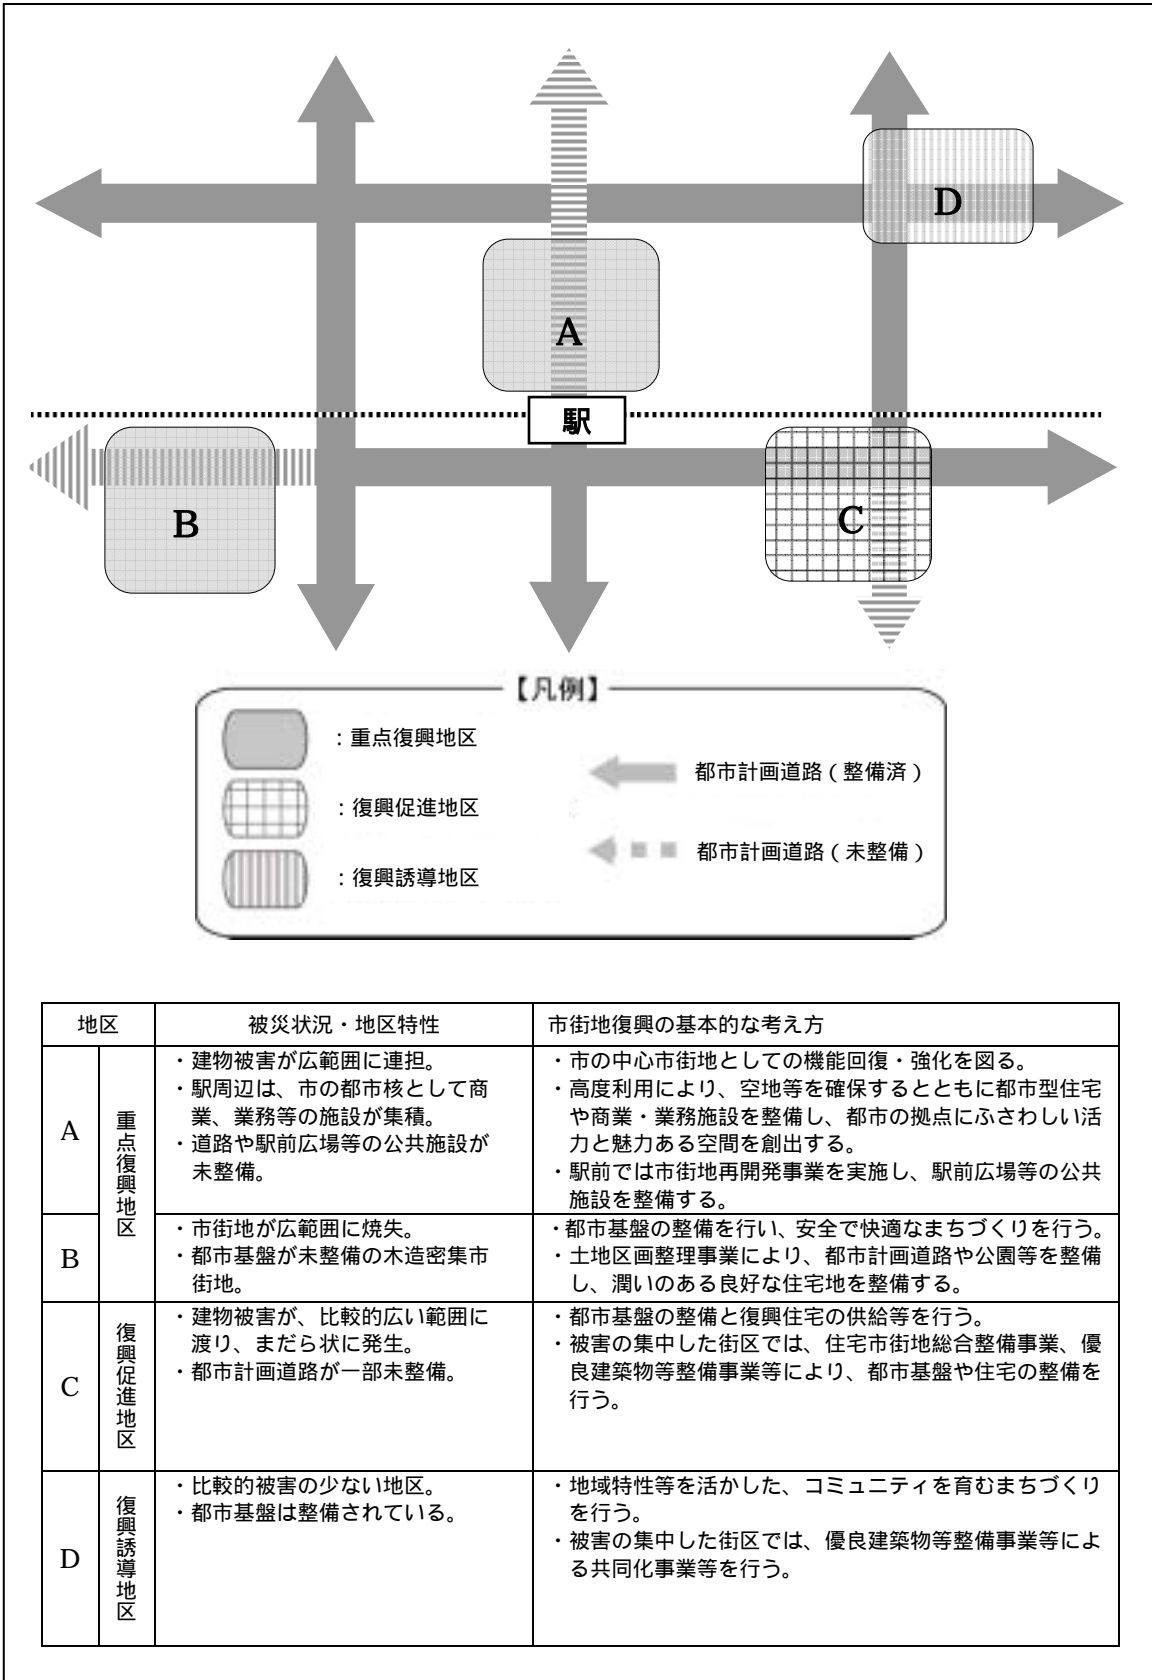 D
A
駅
B
C
【凡例】
：重点復興地区
都市計画道路（整備済）
：復興促進地区
都市計画道路（未整備）
：復興誘導地区
地区
被災状況・地区特性
市街地復興の基本的な考え方
A
重点復興地区
・建物被害が広範囲に連担。
・駅周辺は、市の都市核として商
業、業務等の施設が集積。
・道路や駅前広場等の公共施設が
未整備。
・市の中心市街地としての機能回復・強化を図る。
・高度利用により、空地等を確保するとともに都市型住宅
や商業・業務施設を整備し、都市の拠点にふさわしい活
力と魅力ある空間を創出する。
・駅前では市街地再開発事業を実施し、駅前広場等の公共
施設を整備する。
B
・市街地が広範囲に焼失。
・都市基盤が未整備の木造密集市
街地。
・都市基盤の整備を行い、安全で快適なまちづくりを行う。
・土地区画整理事業により、都市計画道路や公園等を整備
し、潤いのある良好な住宅地を整備する。
C
復興促進地区
・建物被害が、比較的広い範囲に
渡り、まだら状に発生。
・都市計画道路が一部未整備。
・都市基盤の整備と復興住宅の供給等を行う。
・被害の集中した街区では、住宅市街地総合整備事業、優
良建築物等整備事業等により、都市基盤や住宅の整備を
行う。
D
復興誘導地区
・比較的被害の少ない地区。
・都市基盤は整備されている。
・地域特性等を活かした、コミュニティを育むまちづくり
を行う。
・被害の集中した街区では、優良建築物等整備事業等によ
る共同化事業等を行う。